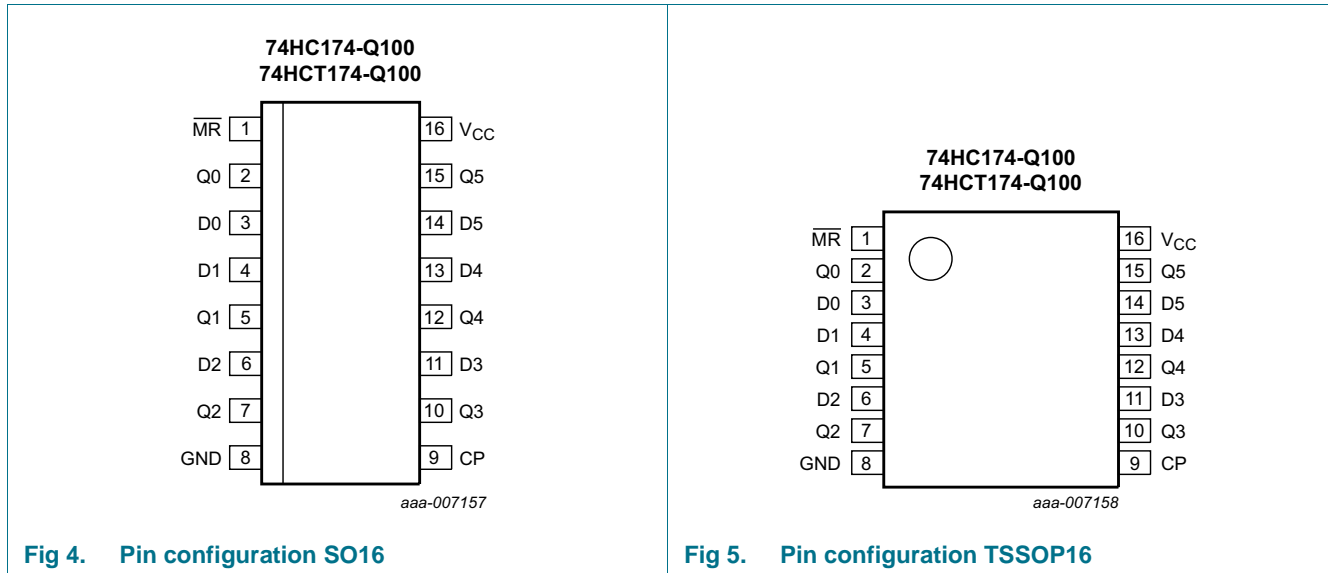 74HC174-Q100
74HCT174-Q100
M̅R̅ 1 16 VCC
Q0 2 15 Q5
D0 3 14 D5
D1 4 13 D4
Q1 5 12 Q4
D2 6 11 D3
Q2 7 10 Q3
GND 8 9 CP
aaa-007157
Fig 4. Pin configuration SO16
74HC174-Q100
74HCT174-Q100
M̅R̅ 1 16 VCC
Q0 2 15 Q5
D0 3 14 D5
D1 4 13 D4
Q1 5 12 Q4
D2 6 11 D3
Q2 7 10 Q3
GND 8 9 CP
aaa-007158
Fig 5. Pin configuration TSSOP16